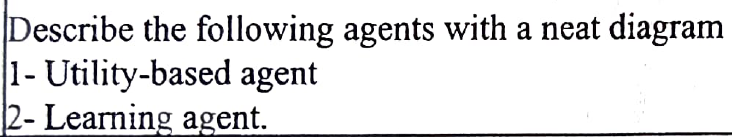 Describe the following agents with a neat diagram
1- Utility-based agent
2- Learning agent.